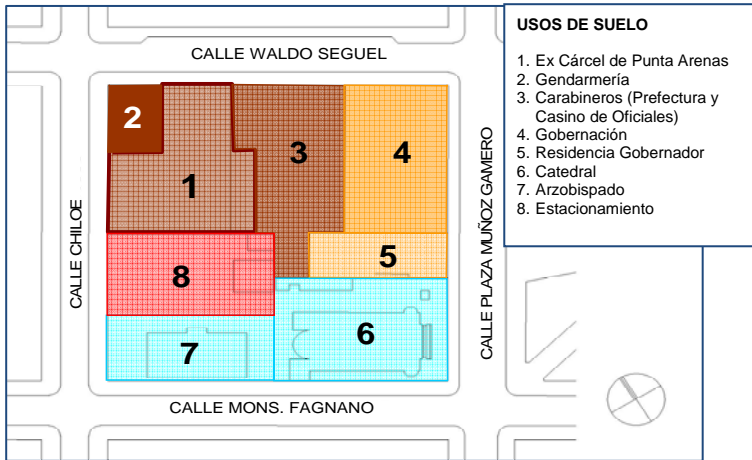 USOS DE SUELO
1. Ex Cárcel de Punta Arenas
2. Gendarmería
3. Carabineros (Prefectura y
Casino de Oficiales)
4. Gobernación
5. Residencia Gobernador
6. Catedral
7. Arzobispado
8. Estacionamiento
CALLE WALDO SEGUEL
CALLE CHILOE
CALLE PLAZA MUÑOZ GAMERO
2
3
4
1
5
8
6
7
CALLE MONS. FAGNANO